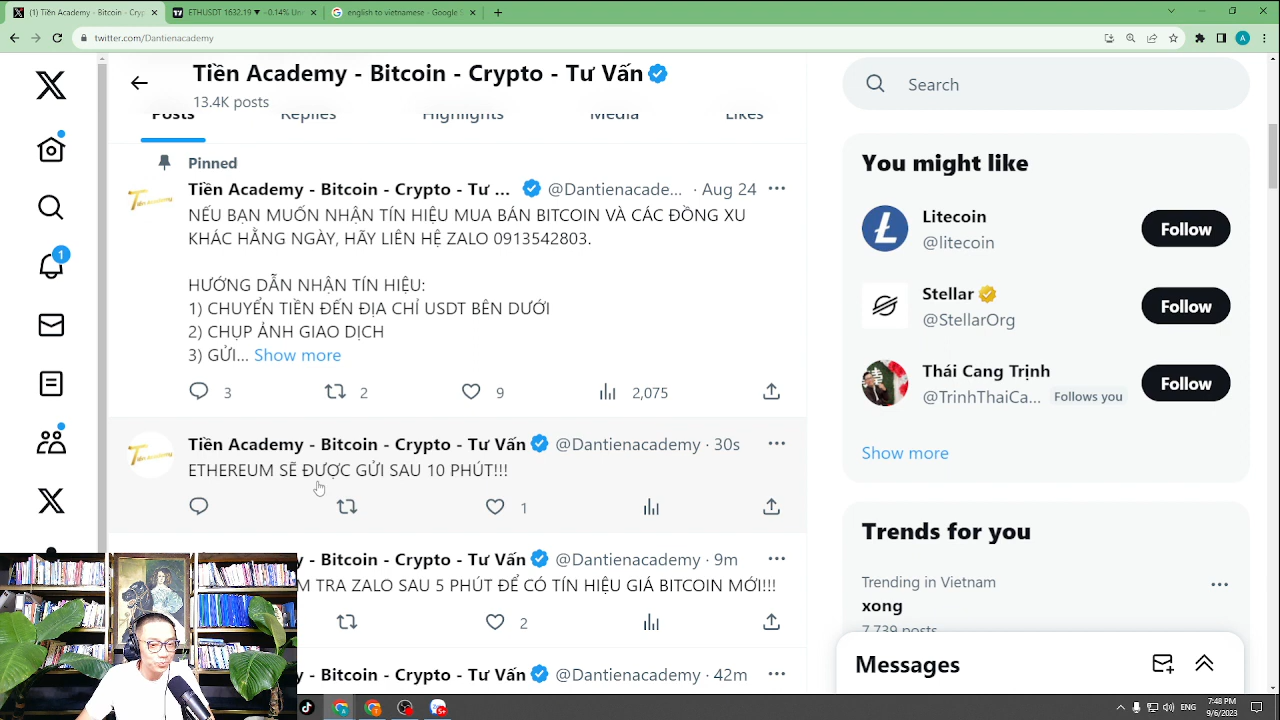 (1) Tiền Academy - Bitcoin - Crypto
ETHUSDT 1632.19 ▼ -0.14% Un
english to vietnamese - Google S
twitter.com/Dantienacademy
A
Tiền Academy - Bitcoin - Crypto - Tư Vấn
13.4K posts
Posts Replies Highlights Media Likes
Pinned
Tiền Academy - Bitcoin - Crypto - Tư ... @Dantienacade... · Aug 24
NẾU BẠN MUỐN NHẬN TÍN HIỆU MUA BÁN BITCOIN VÀ CÁC ĐỒNG XU
KHÁC HẰNG NGÀY, HÃY LIÊN HỆ ZALO 0913542803.
HƯỚNG DẪN NHẬN TÍN HIỆU:
1) CHUYỂN TIỀN ĐẾN ĐỊA CHỈ USDT BÊN DƯỚI
2) CHỤP ẢNH GIAO DỊCH
3) GỬI... Show more
3 2 9 2,075
Tiền Academy - Bitcoin - Crypto - Tư Vấn @Dantienacademy · 30s
ETHEREUM SẼ ĐƯỢC GỬI SAU 10 PHÚT!!!
1
- Bitcoin - Crypto - Tư Vấn @Dantienacademy · 9m
M TRA ZALO SAU 5 PHÚT ĐỂ CÓ TÍN HIỆU GIÁ BITCOIN MỚI!!!
2
- Bitcoin - Crypto - Tư Vấn @Dantienacademy · 42m
1
Search
You might like
Litecoin
@litecoin
Follow
Stellar
@StellarOrg
Follow
Thái Cang Trịnh
@TrinhThaiCa... Follows you
Follow
Show more
Trends for you
Trending in Vietnam
xong
7,739 posts
Messages
7:48 PM
9/6/2023